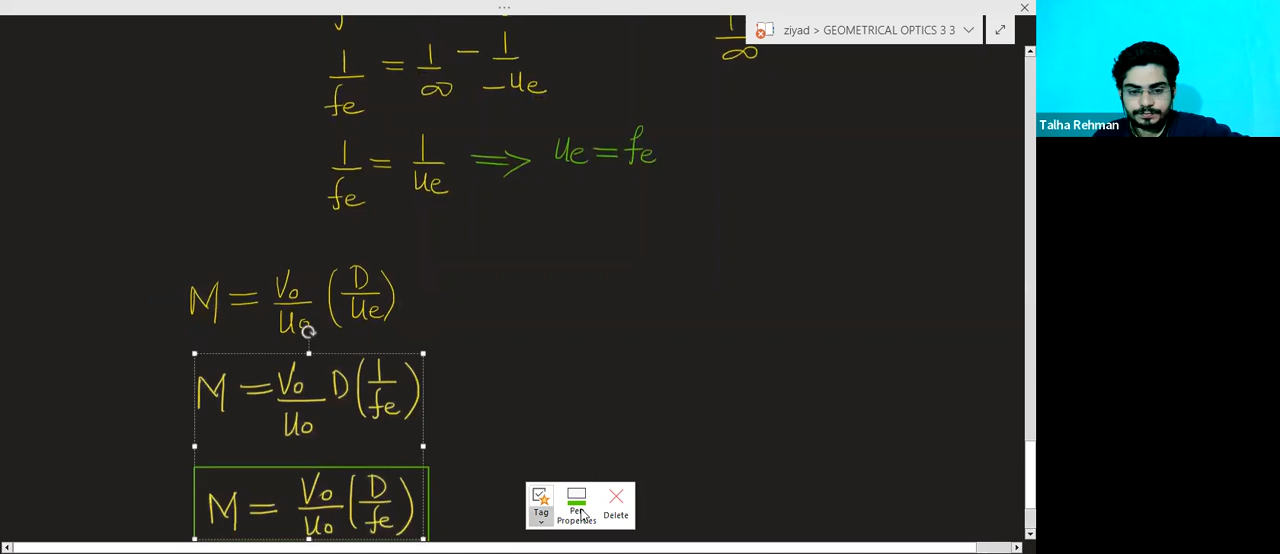 ziyad > GEOMETRICAL OPTICS 3 3
1/fe = 1/∞ - 1/-ue
1/∞
1/fe = 1/ue ⟹ ue = fe
M = Vo/uo (D/ue)
M = Vo/uo D (1/fe)
M = Vo/uo (D/fe)
Tag
Pen Properties
Delete
Talha Rehman